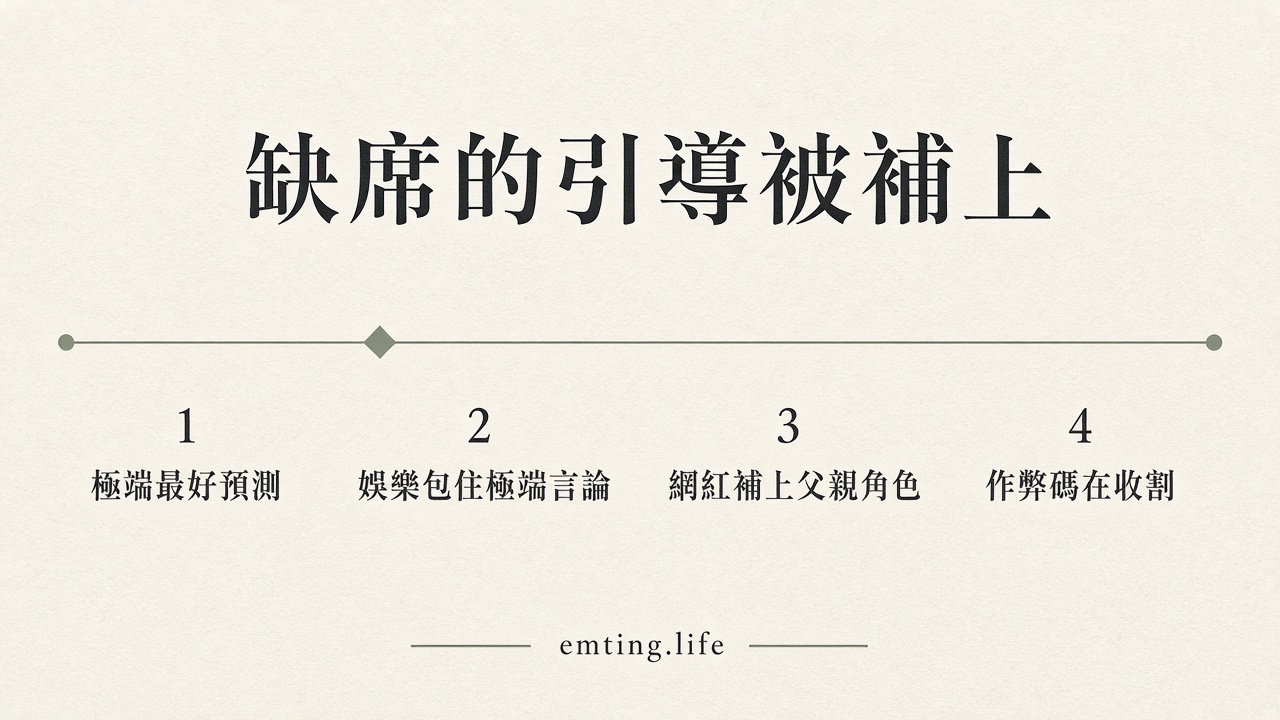 缺席的引導被補上
1
極端最好預測
2
娛樂包住極端言論
3
網紅補上父親角色
4
作弊碼在收割
emting.life